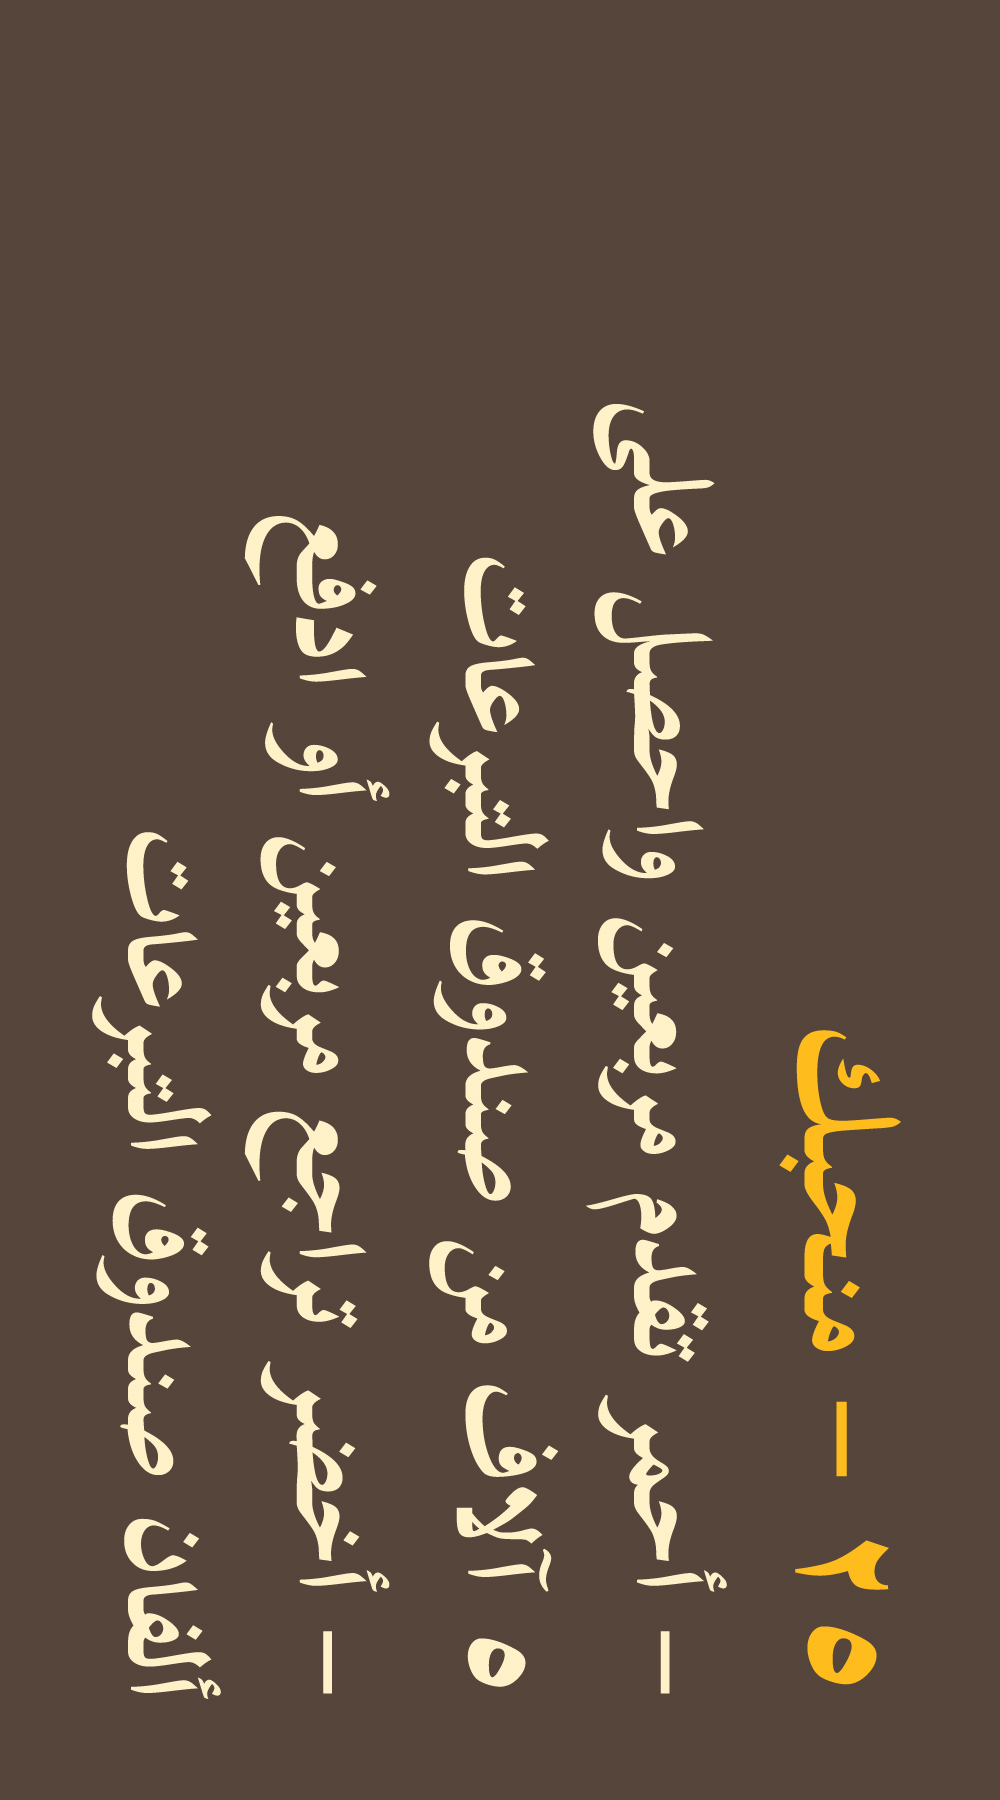 ٢٥ – منحبك
– أحمر تقدم مربعين واحصل على
٥ آلاف من صندوق التبرعات
– أخضر تراجع مربعين أو ادفع
ألفان صندوق التبرعات